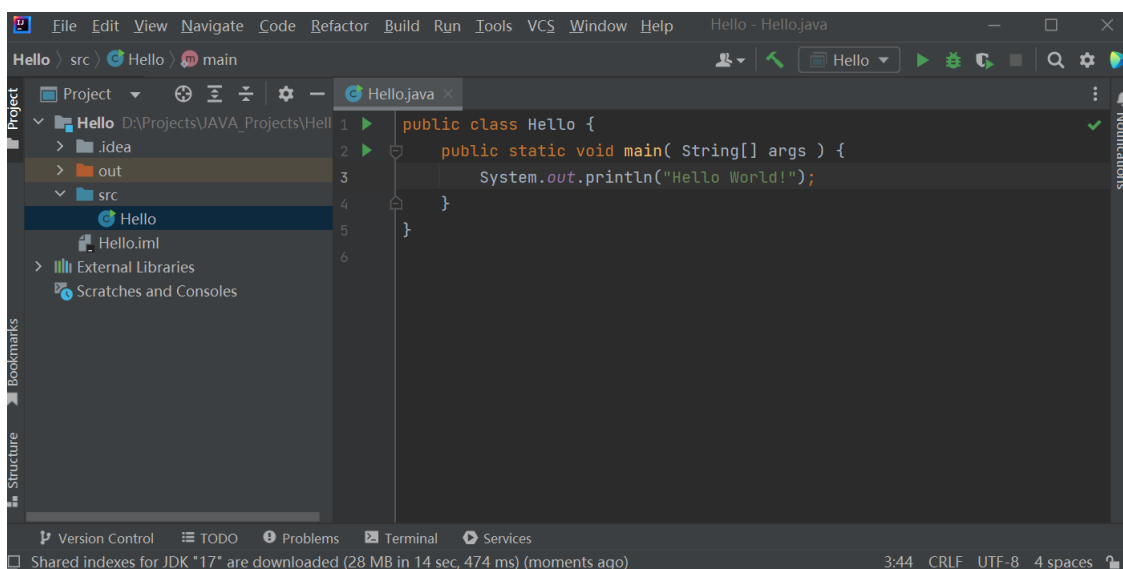 File Edit View Navigate Code Refactor Build Run Tools VCS Window Help Hello - Hello.java
Hello src Hello main Hello
Project Hello.java
Project
Hello D:\Projects\JAVA_Projects\Hell
.idea
out
src
Hello
Hello.iml
External Libraries
Scratches and Consoles
1 public class Hello {
2 public static void main( String[] args ) {
3 System.out.println("Hello World!");
4 }
5 }
6
Notifications
Bookmarks
Structure
Version Control TODO Problems Terminal Services
Shared indexes for JDK "17" are downloaded (28 MB in 14 sec, 474 ms) (moments ago) 3:44 CRLF UTF-8 4 spaces